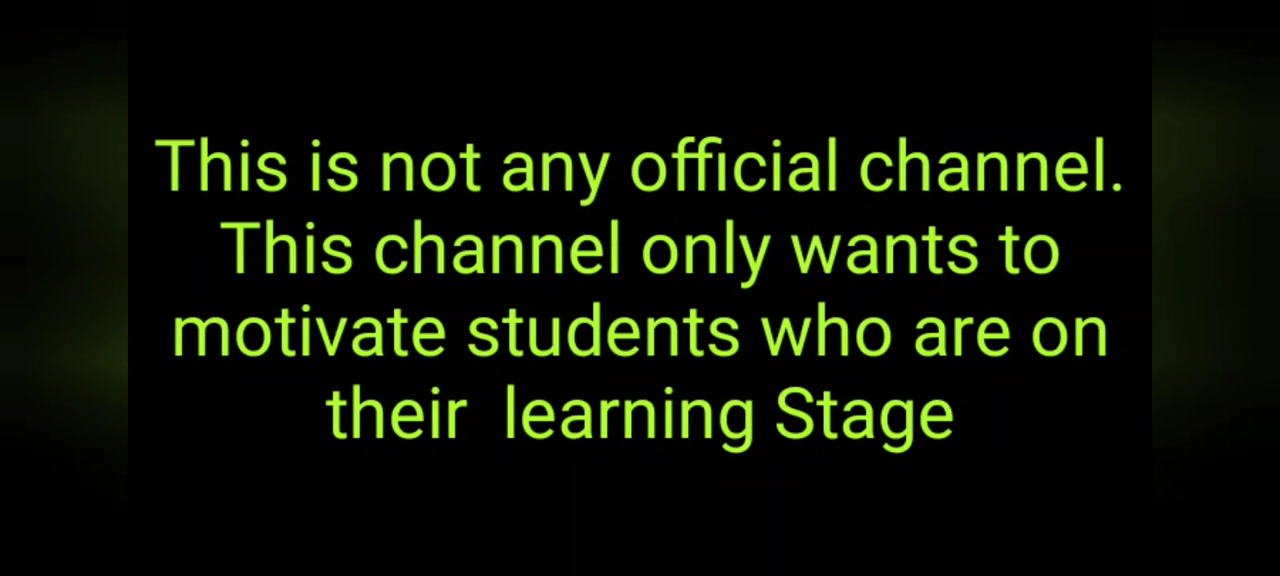 This is not any official channel.
This channel only wants to
motivate students who are on
their  learning Stage